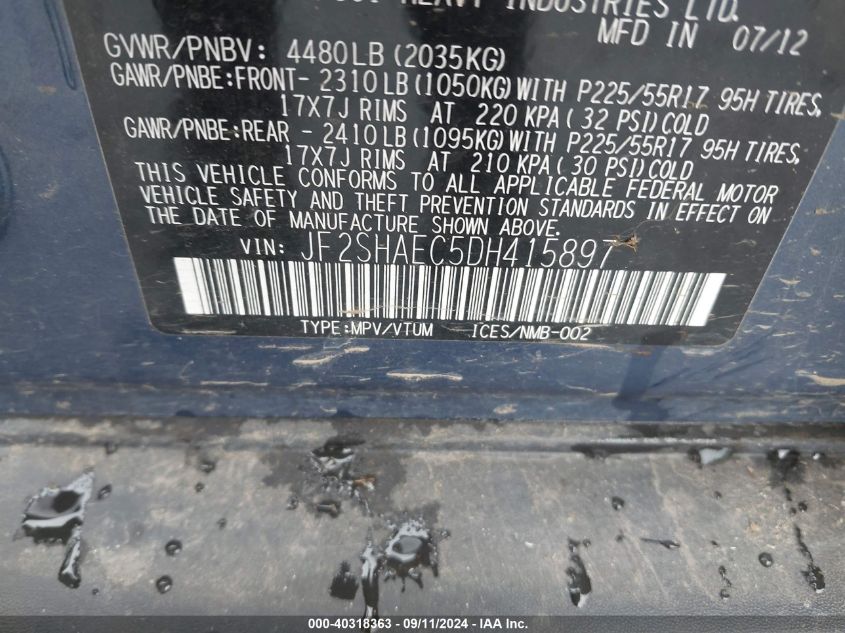 HEAVY INDUSTRIES LTD.
MFD IN 07/12
GVWR/PNBV: 4480LB (2035KG)
GAWR/PNBE:FRONT- 2310LB (1050KG) WITH P225/55R17 95H TIRES,
17X7J RIMS AT 220 KPA ( 32 PSI) COLD
GAWR/PNBE:REAR - 2410LB (1095KG) WITH P225/55R17 95H TIRES,
17X7J RIMS AT 210 KPA ( 30 PSI) COLD
THIS VEHICLE CONFORMS TO ALL APPLICABLE FEDERAL MOTOR
VEHICLE SAFETY AND THEFT PREVENTION STANDARDS IN EFFECT ON
THE DATE OF MANUFACTURE SHOWN ABOVE.
VIN: JF2SHAEC5DH415897
TYPE:MPV/VTUM ICES/NMB-002
000-40318363 - 09/11/2024 - IAA Inc.